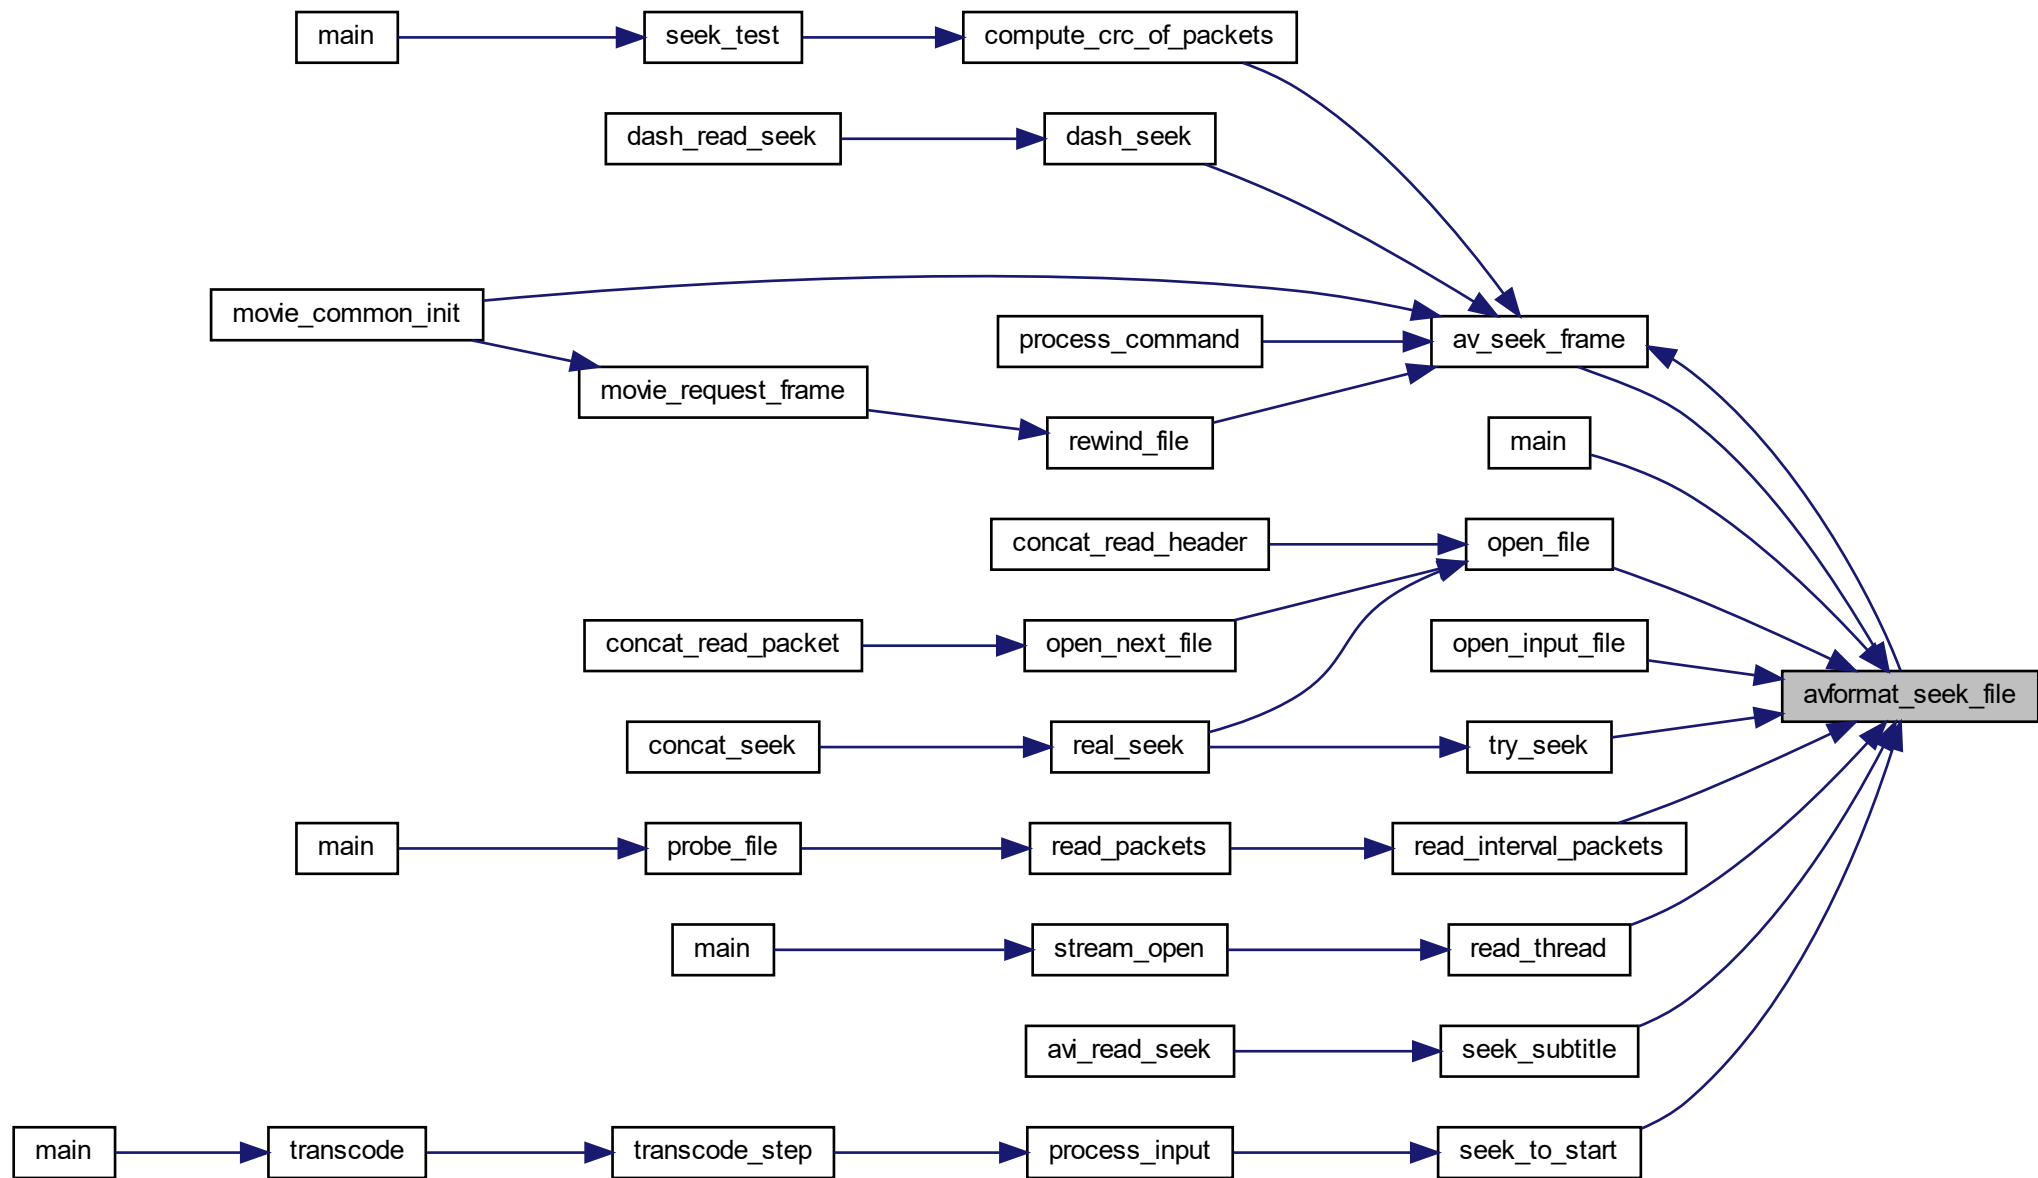 main
seek_test
compute_crc_of_packets
dash_read_seek
dash_seek
movie_common_init
process_command
av_seek_frame
movie_request_frame
rewind_file
main
concat_read_header
open_file
concat_read_packet
open_next_file
open_input_file
avformat_seek_file
concat_seek
real_seek
try_seek
main
probe_file
read_packets
read_interval_packets
main
stream_open
read_thread
avi_read_seek
seek_subtitle
main
transcode
transcode_step
process_input
seek_to_start